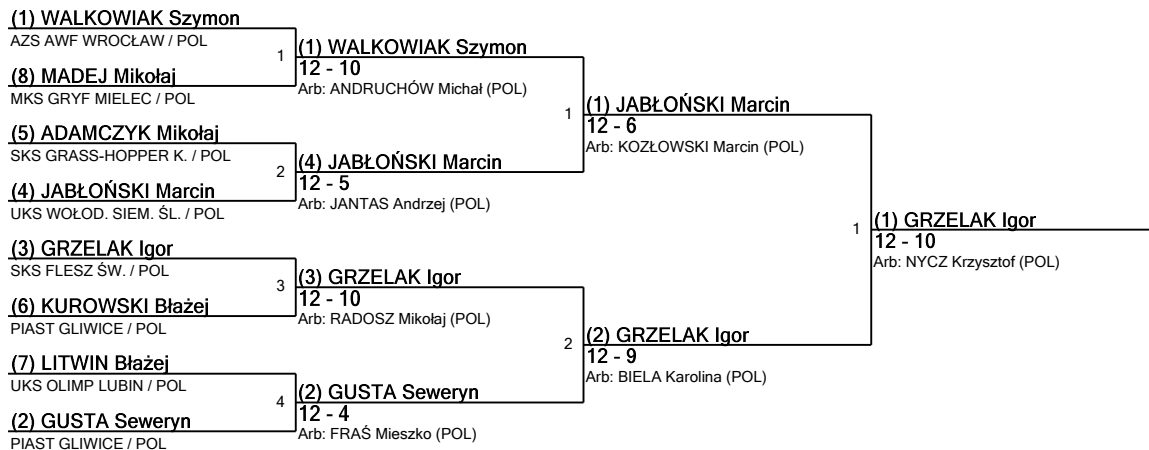 (1) WALKOWIAK Szymon
AZS AWF WROCŁAW / POL
(8) MADEJ Mikołaj
MKS GRYF MIELEC / POL
(5) ADAMCZYK Mikołaj
SKS GRASS-HOPPER K. / POL
(4) JABŁOŃSKI Marcin
UKS WOŁOD. SIEM. ŚL. / POL
(3) GRZELAK Igor
SKS FLESZ ŚW. / POL
(6) KUROWSKI Błażej
PIAST GLIWICE / POL
(7) LITWIN Błażej
UKS OLIMP LUBIN / POL
(2) GUSTA Seweryn
PIAST GLIWICE / POL
1
(1) WALKOWIAK Szymon
12 - 10
Arb: ANDRUCHÓW Michał (POL)
2
(4) JABŁOŃSKI Marcin
12 - 5
Arb: JANTAS Andrzej (POL)
3
(3) GRZELAK Igor
12 - 10
Arb: RADOSZ Mikołaj (POL)
4
(2) GUSTA Seweryn
12 - 4
Arb: FRAŚ Mieszko (POL)
1
(1) JABŁOŃSKI Marcin
12 - 6
Arb: KOZŁOWSKI Marcin (POL)
2
(2) GRZELAK Igor
12 - 9
Arb: BIELA Karolina (POL)
1
(1) GRZELAK Igor
12 - 10
Arb: NYCZ Krzysztof (POL)